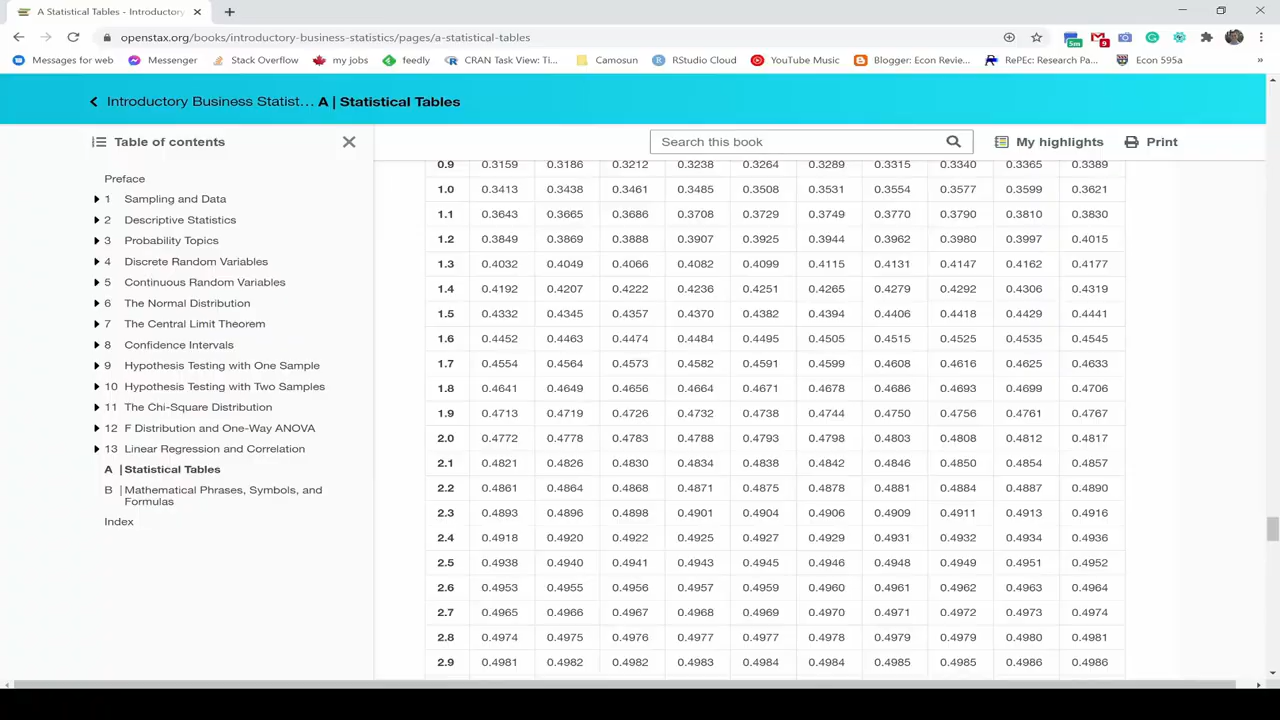 A Statistical Tables - Introductory
openstax.org/books/introductory-business-statistics/pages/a-statistical-tables
5m
9
Messages for web Messenger Stack Overflow my jobs feedly CRAN Task View: Ti... Camosun RStudio Cloud YouTube Music Blogger: Econ Revie... RePEc: Research Pa... Econ 595a »
Introductory Business Statist... A | Statistical Tables
Table of contents
Search this book
My highlights
Print
Preface
1 Sampling and Data
2 Descriptive Statistics
3 Probability Topics
4 Discrete Random Variables
5 Continuous Random Variables
6 The Normal Distribution
7 The Central Limit Theorem
8 Confidence Intervals
9 Hypothesis Testing with One Sample
10 Hypothesis Testing with Two Samples
11 The Chi-Square Distribution
12 F Distribution and One-Way ANOVA
13 Linear Regression and Correlation
A | Statistical Tables
B | Mathematical Phrases, Symbols, and
Formulas
Index
0.9 0.3159 0.3186 0.3212 0.3238 0.3264 0.3289 0.3315 0.3340 0.3365 0.3389
1.0 0.3413 0.3438 0.3461 0.3485 0.3508 0.3531 0.3554 0.3577 0.3599 0.3621
1.1 0.3643 0.3665 0.3686 0.3708 0.3729 0.3749 0.3770 0.3790 0.3810 0.3830
1.2 0.3849 0.3869 0.3888 0.3907 0.3925 0.3944 0.3962 0.3980 0.3997 0.4015
1.3 0.4032 0.4049 0.4066 0.4082 0.4099 0.4115 0.4131 0.4147 0.4162 0.4177
1.4 0.4192 0.4207 0.4222 0.4236 0.4251 0.4265 0.4279 0.4292 0.4306 0.4319
1.5 0.4332 0.4345 0.4357 0.4370 0.4382 0.4394 0.4406 0.4418 0.4429 0.4441
1.6 0.4452 0.4463 0.4474 0.4484 0.4495 0.4505 0.4515 0.4525 0.4535 0.4545
1.7 0.4554 0.4564 0.4573 0.4582 0.4591 0.4599 0.4608 0.4616 0.4625 0.4633
1.8 0.4641 0.4649 0.4656 0.4664 0.4671 0.4678 0.4686 0.4693 0.4699 0.4706
1.9 0.4713 0.4719 0.4726 0.4732 0.4738 0.4744 0.4750 0.4756 0.4761 0.4767
2.0 0.4772 0.4778 0.4783 0.4788 0.4793 0.4798 0.4803 0.4808 0.4812 0.4817
2.1 0.4821 0.4826 0.4830 0.4834 0.4838 0.4842 0.4846 0.4850 0.4854 0.4857
2.2 0.4861 0.4864 0.4868 0.4871 0.4875 0.4878 0.4881 0.4884 0.4887 0.4890
2.3 0.4893 0.4896 0.4898 0.4901 0.4904 0.4906 0.4909 0.4911 0.4913 0.4916
2.4 0.4918 0.4920 0.4922 0.4925 0.4927 0.4929 0.4931 0.4932 0.4934 0.4936
2.5 0.4938 0.4940 0.4941 0.4943 0.4945 0.4946 0.4948 0.4949 0.4951 0.4952
2.6 0.4953 0.4955 0.4956 0.4957 0.4959 0.4960 0.4961 0.4962 0.4963 0.4964
2.7 0.4965 0.4966 0.4967 0.4968 0.4969 0.4970 0.4971 0.4972 0.4973 0.4974
2.8 0.4974 0.4975 0.4976 0.4977 0.4977 0.4978 0.4979 0.4979 0.4980 0.4981
2.9 0.4981 0.4982 0.4982 0.4983 0.4984 0.4984 0.4985 0.4985 0.4986 0.4986